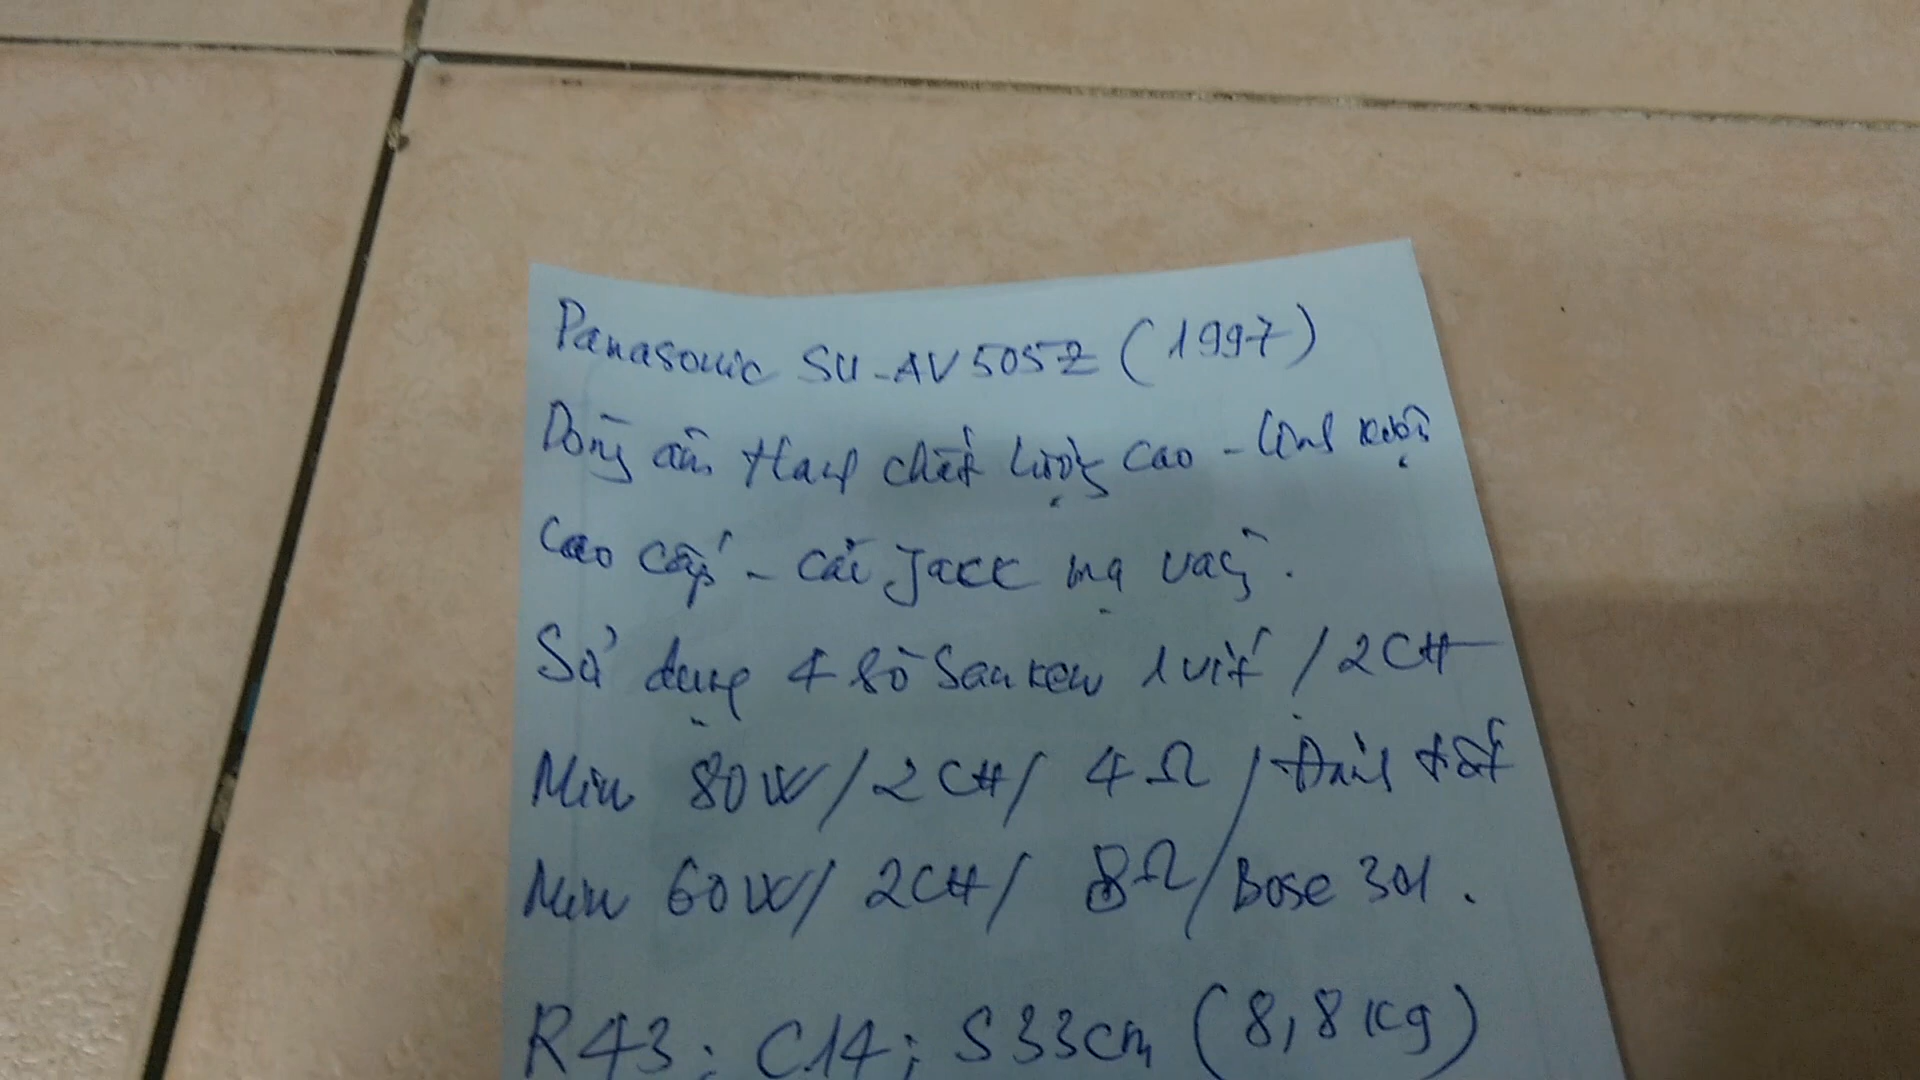 Panasonic SU-AV505Z (1997)
Dòng âm thanh chất lượng cao - linh kiện
cao cấp - các Jack mạ vàng.
Sử dụng 4 sò Sanken 1 vít / 2CH
Min 80W/2CH/ 4Ω / Đánh tốt
Min 60W/ 2CH/ 8Ω/Bose 301.
R43; C14; S33cm (8,8 kg)